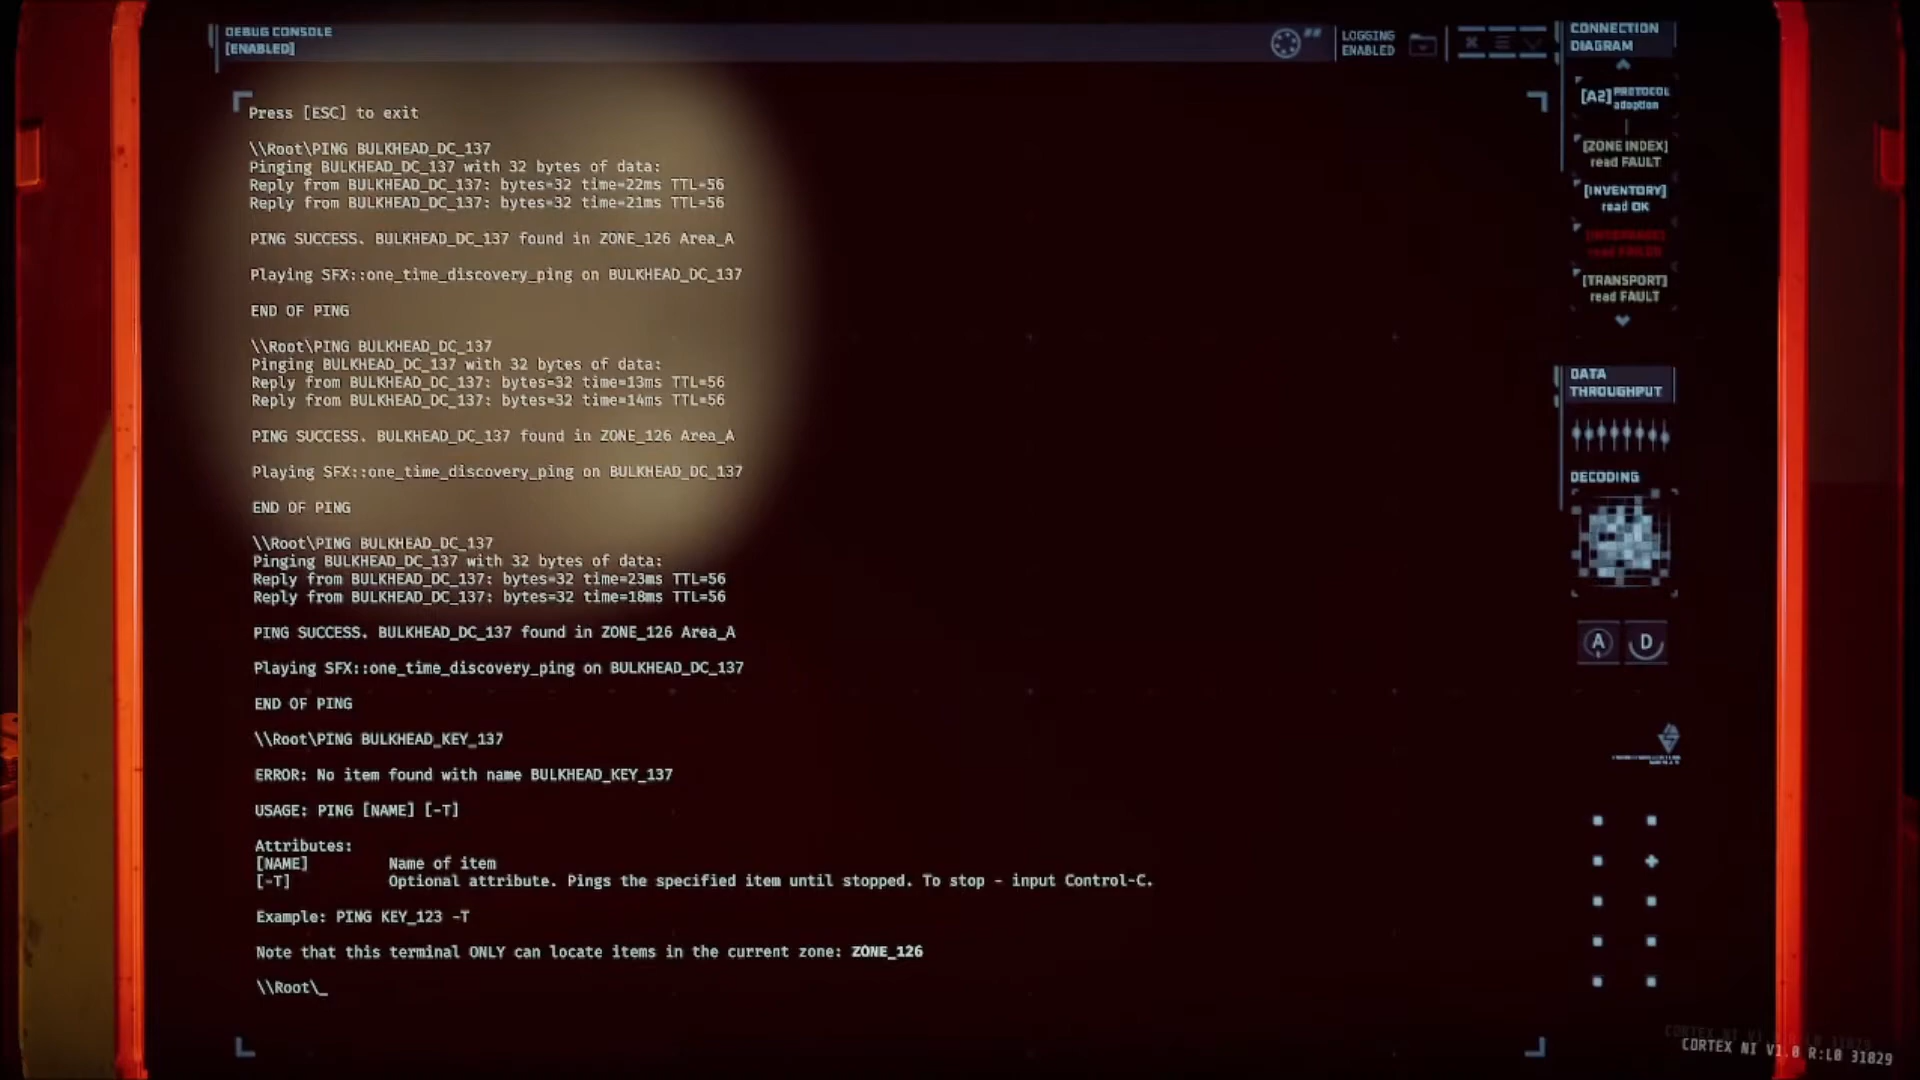 DEBUG CONSOLE
[ENABLED]
LOGGING
ENABLED
Press [ESC] to exit
\\Root\PING BULKHEAD_DC_137
Pinging BULKHEAD_DC_137 with 32 bytes of data:
Reply from BULKHEAD_DC_137: bytes=32 time=22ms TTL=56
Reply from BULKHEAD_DC_137: bytes=32 time=21ms TTL=56
PING SUCCESS. BULKHEAD_DC_137 found in ZONE_126 Area_A
Playing SFX::one_time_discovery_ping on BULKHEAD_DC_137
END OF PING
\\Root\PING BULKHEAD_DC_137
Pinging BULKHEAD_DC_137 with 32 bytes of data:
Reply from BULKHEAD_DC_137: bytes=32 time=13ms TTL=56
Reply from BULKHEAD_DC_137: bytes=32 time=14ms TTL=56
PING SUCCESS. BULKHEAD_DC_137 found in ZONE_126 Area_A
Playing SFX::one_time_discovery_ping on BULKHEAD_DC_137
END OF PING
\\Root\PING BULKHEAD_DC_137
Pinging BULKHEAD_DC_137 with 32 bytes of data:
Reply from BULKHEAD_DC_137: bytes=32 time=23ms TTL=56
Reply from BULKHEAD_DC_137: bytes=32 time=18ms TTL=56
PING SUCCESS. BULKHEAD_DC_137 found in ZONE_126 Area_A
Playing SFX::one_time_discovery_ping on BULKHEAD_DC_137
END OF PING
\\Root\PING BULKHEAD_KEY_137
ERROR: No item found with name BULKHEAD_KEY_137
USAGE: PING [NAME] [-T]
Attributes:
[NAME] Name of item
[-T] Optional attribute. Pings the specified item until stopped. To stop - input Control-C.
Example: PING KEY_123 -T
Note that this terminal ONLY can locate items in the current zone: ZONE_126
\\Root\_
CONNECTION
DIAGRAM
[A2] PROTOCOL
adoption
[ZONE INDEX]
read FAULT
[INVENTORY]
read OK
read FAILED
[TRANSPORT]
read FAULT
DATA
THROUGHPUT
DECODING
A D
CORTEX NI V1.0 R:L0 31829